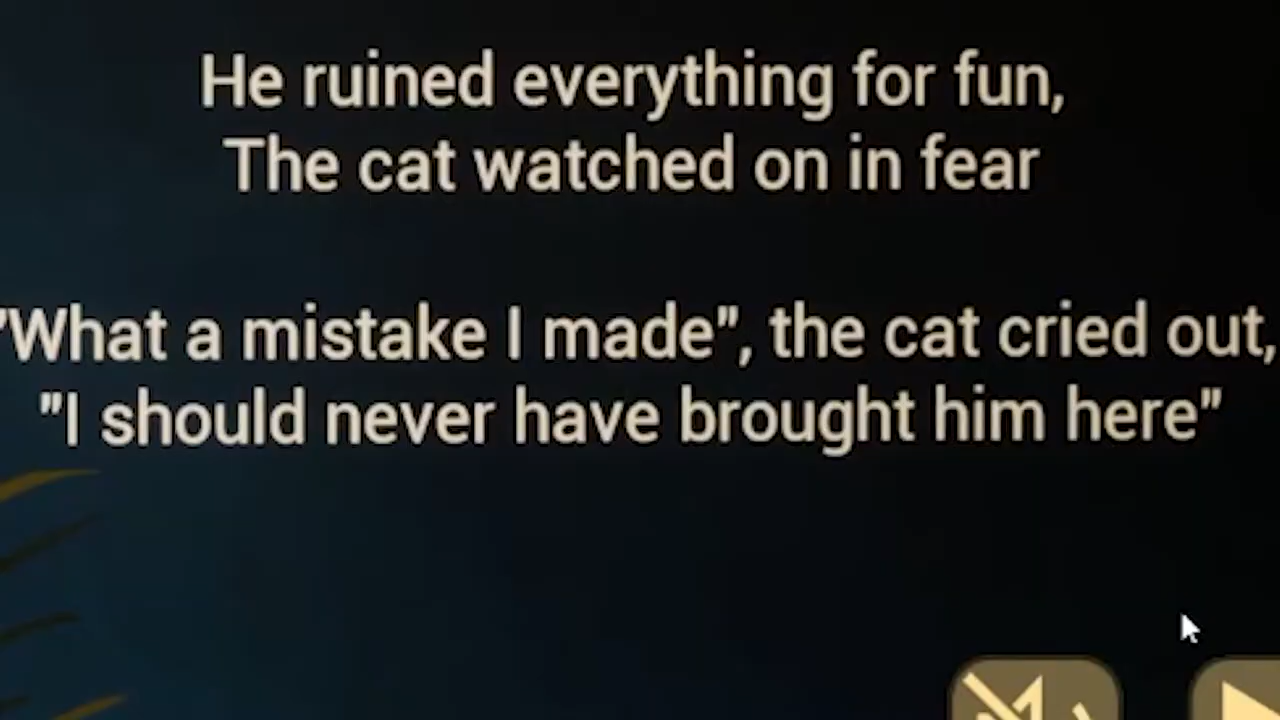 He ruined everything for fun,
The cat watched on in fear
"What a mistake I made", the cat cried out,
"I should never have brought him here"